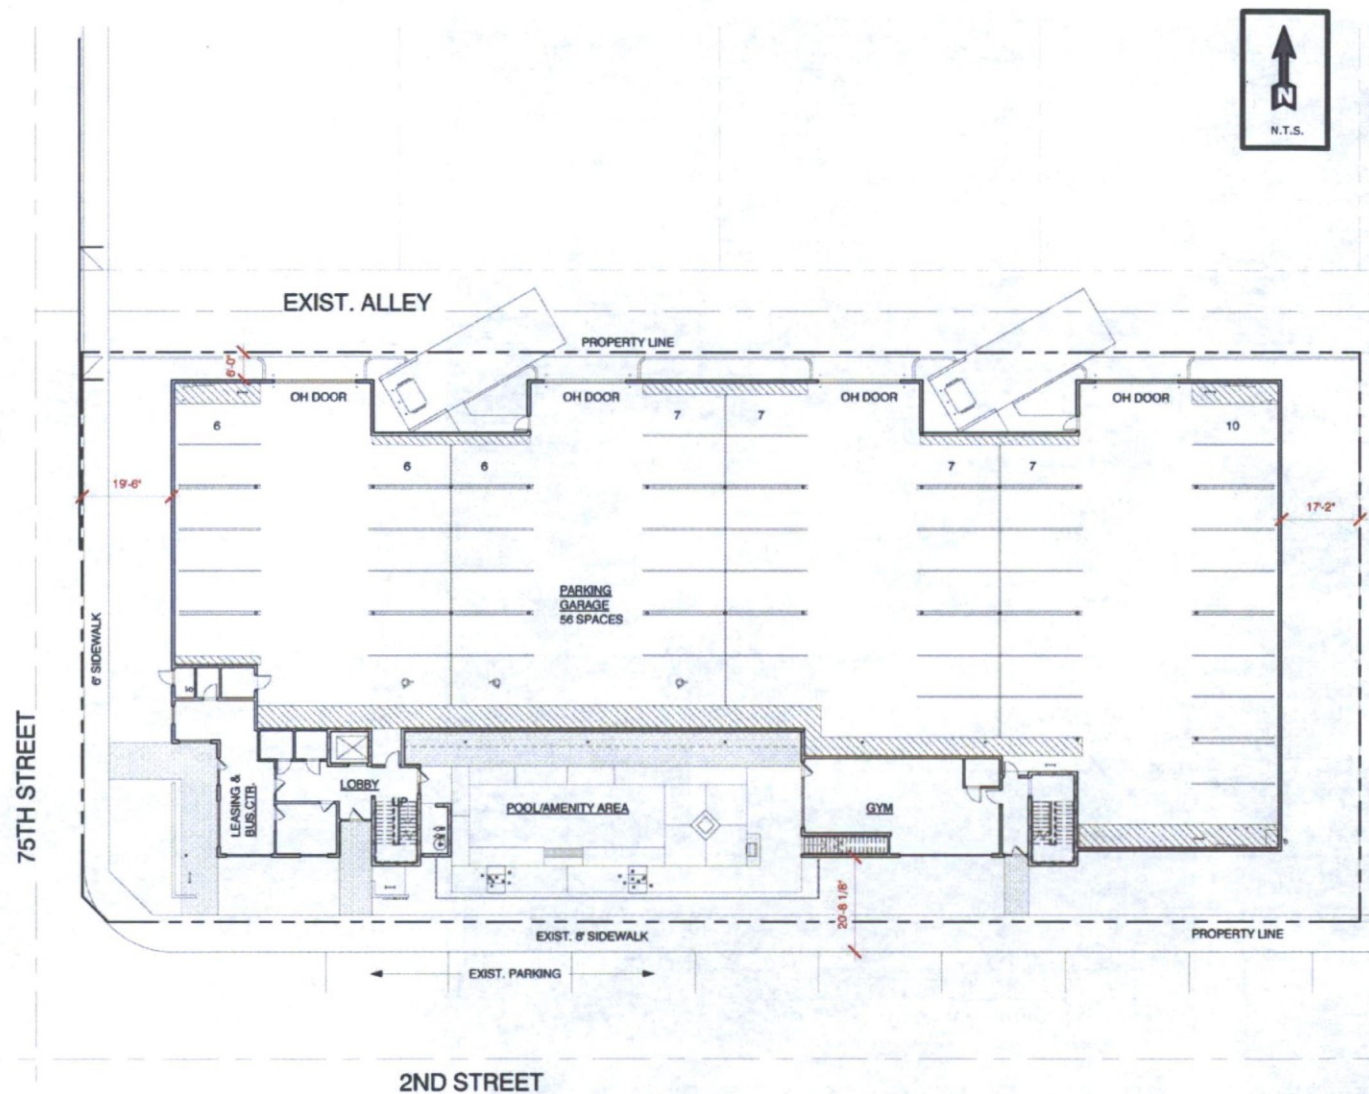 N
N.T.S.
EXIST. ALLEY
PROPERTY LINE
6'-0"
OH DOOR
OH DOOR
OH DOOR
OH DOOR
6
7
7
10
6
6
7
7
19'-6"
17'-2"
PARKING
GARAGE
56 SPACES
6' SIDEWALK
75TH STREET
LEASING &
BUS.CTR.
LOBBY
UP
POOL/AMENITY AREA
GYM
20'-8 1/8"
EXIST. 8' SIDEWALK
PROPERTY LINE
EXIST. PARKING
2ND STREET